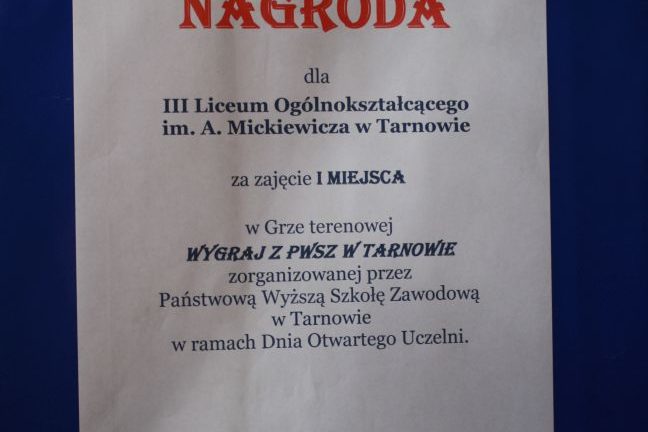 NAGRODA
dla
III Liceum Ogólnokształcącego
im. A. Mickiewicza w Tarnowie
za zajęcie I MIEJSCA
w Grze terenowej
WYGRAJ Z PWSZ W TARNOWIE
zorganizowanej przez
Państwową Wyższą Szkołę Zawodową
w Tarnowie
w ramach Dnia Otwartego Uczelni.